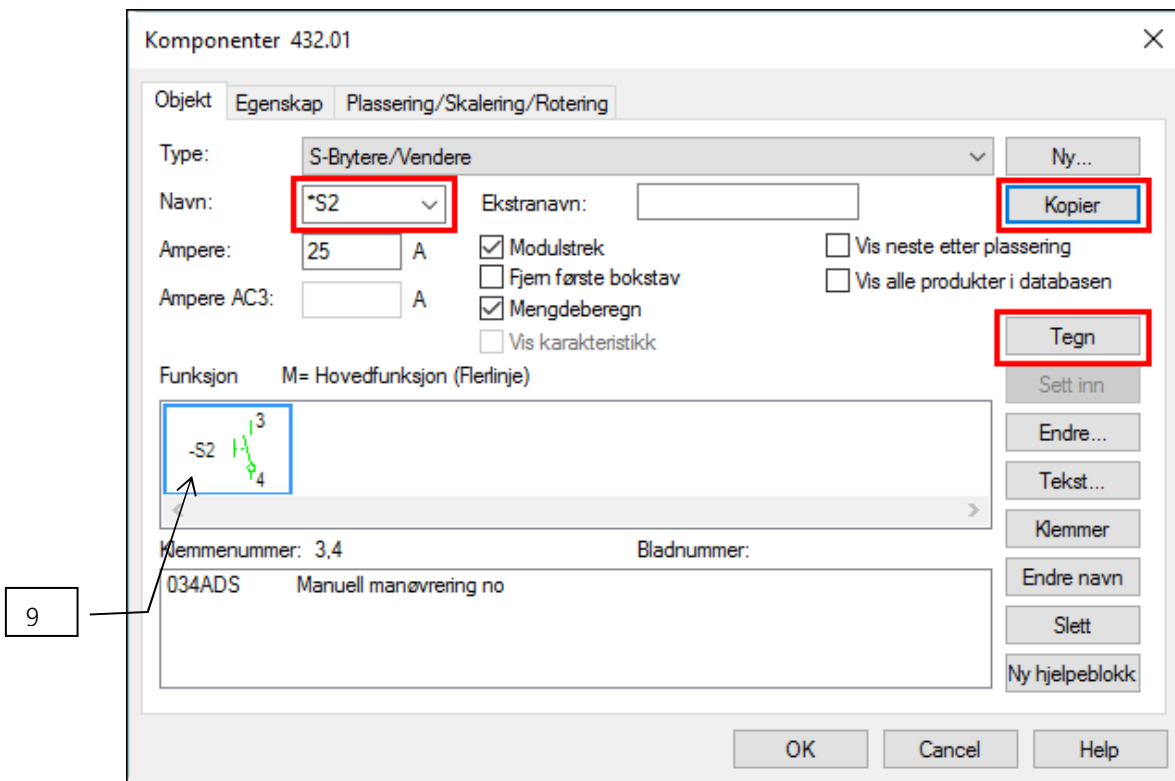 Komponenter 432.01
Objekt Egenskap Plassering/Skalering/Rotering
Type: S-Brytere/Vendere Ny...
Navn: *S2 Ekstranavn: Kopier
Ampere: 25 A Modulstrek Vis neste etter plassering
Fjern første bokstav Vis alle produkter i databasen
Ampere AC3: A Mengdeberegn
Vis karakteristikk Tegn
Funksjon M= Hovedfunksjon (Flerlinje) Sett inn
3
-S2
4
Endre...
Tekst...
Klemmer
Klemmenummer: 3,4 Bladnummer:
034ADS Manuell manøvrering no Endre navn
9
Slett
Ny hjelpeblokk
OK Cancel Help